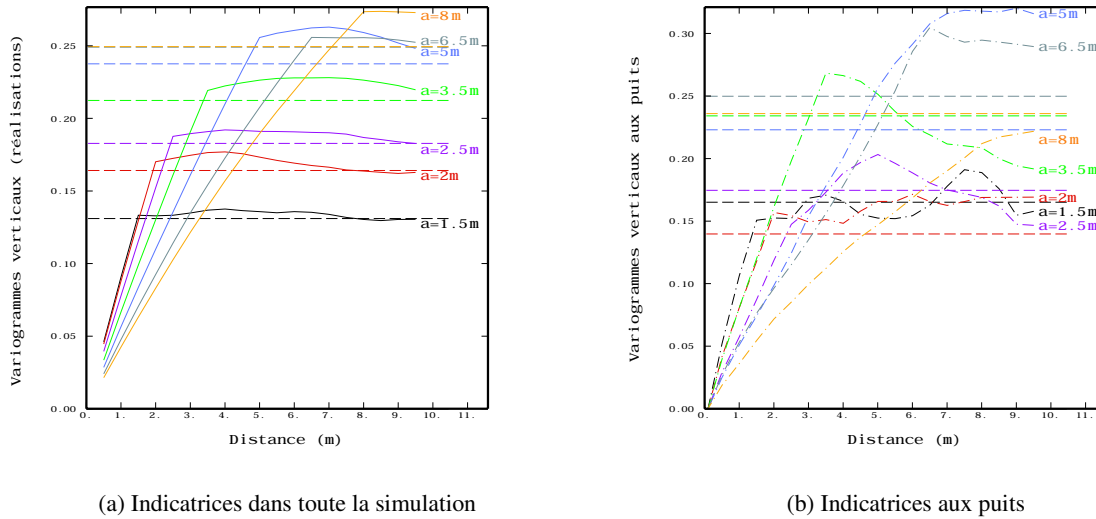 Variogrammes verticaux (réalisations)
0.25
0.20
0.15
0.10
0.05
0.00
a=8m
a=6.5m
a=5m
a=3.5m
a=2.5m
a=2m
a=1.5m
0. 1. 2. 3. 4. 5. 6. 7. 8. 9. 10. 11.
Distance (m)
(a) Indicatrices dans toute la simulation
Variogrammes verticaux aux puits
0.30
0.25
0.20
0.15
0.10
0.05
0.00
a=5m
a=6.5m
a=8m
a=3.5m
a=2m
a=1.5m
a=2.5m
0. 1. 2. 3. 4. 5. 6. 7. 8. 9. 10. 11.
Distance (m)
(b) Indicatrices aux puits